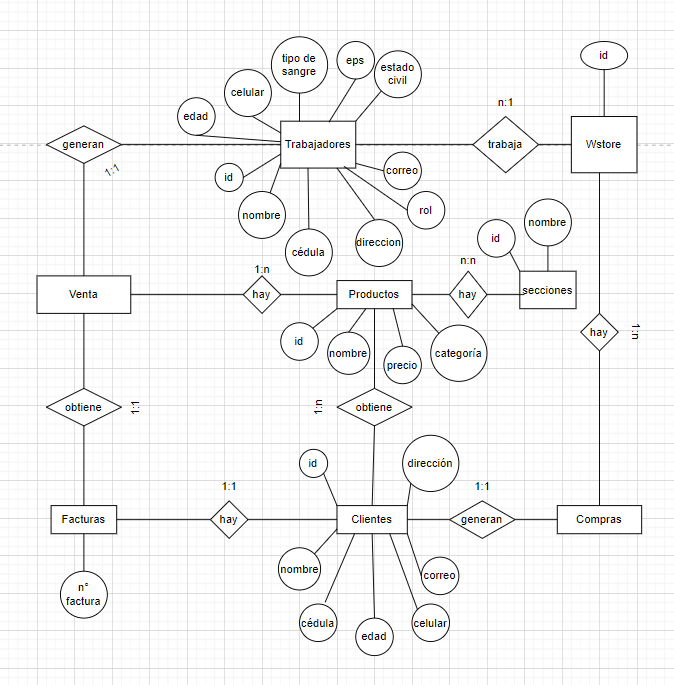 id
tipo de
sangre
eps
estado
civil
celular
edad
n:1
generan
Trabajadores
trabaja
Wstore
1:1
id
correo
nombre
rol
cédula
direccion
id
nombre
1:n
n:n
Venta
hay
Productos
hay
secciones
id
nombre
precio
categoría
hay
1:n
obtiene
1:1
1:n
obtiene
id
dirección
1:1
1:1
Facturas
hay
Clientes
generan
Compras
nombre
correo
n°
factura
cédula
edad
celular